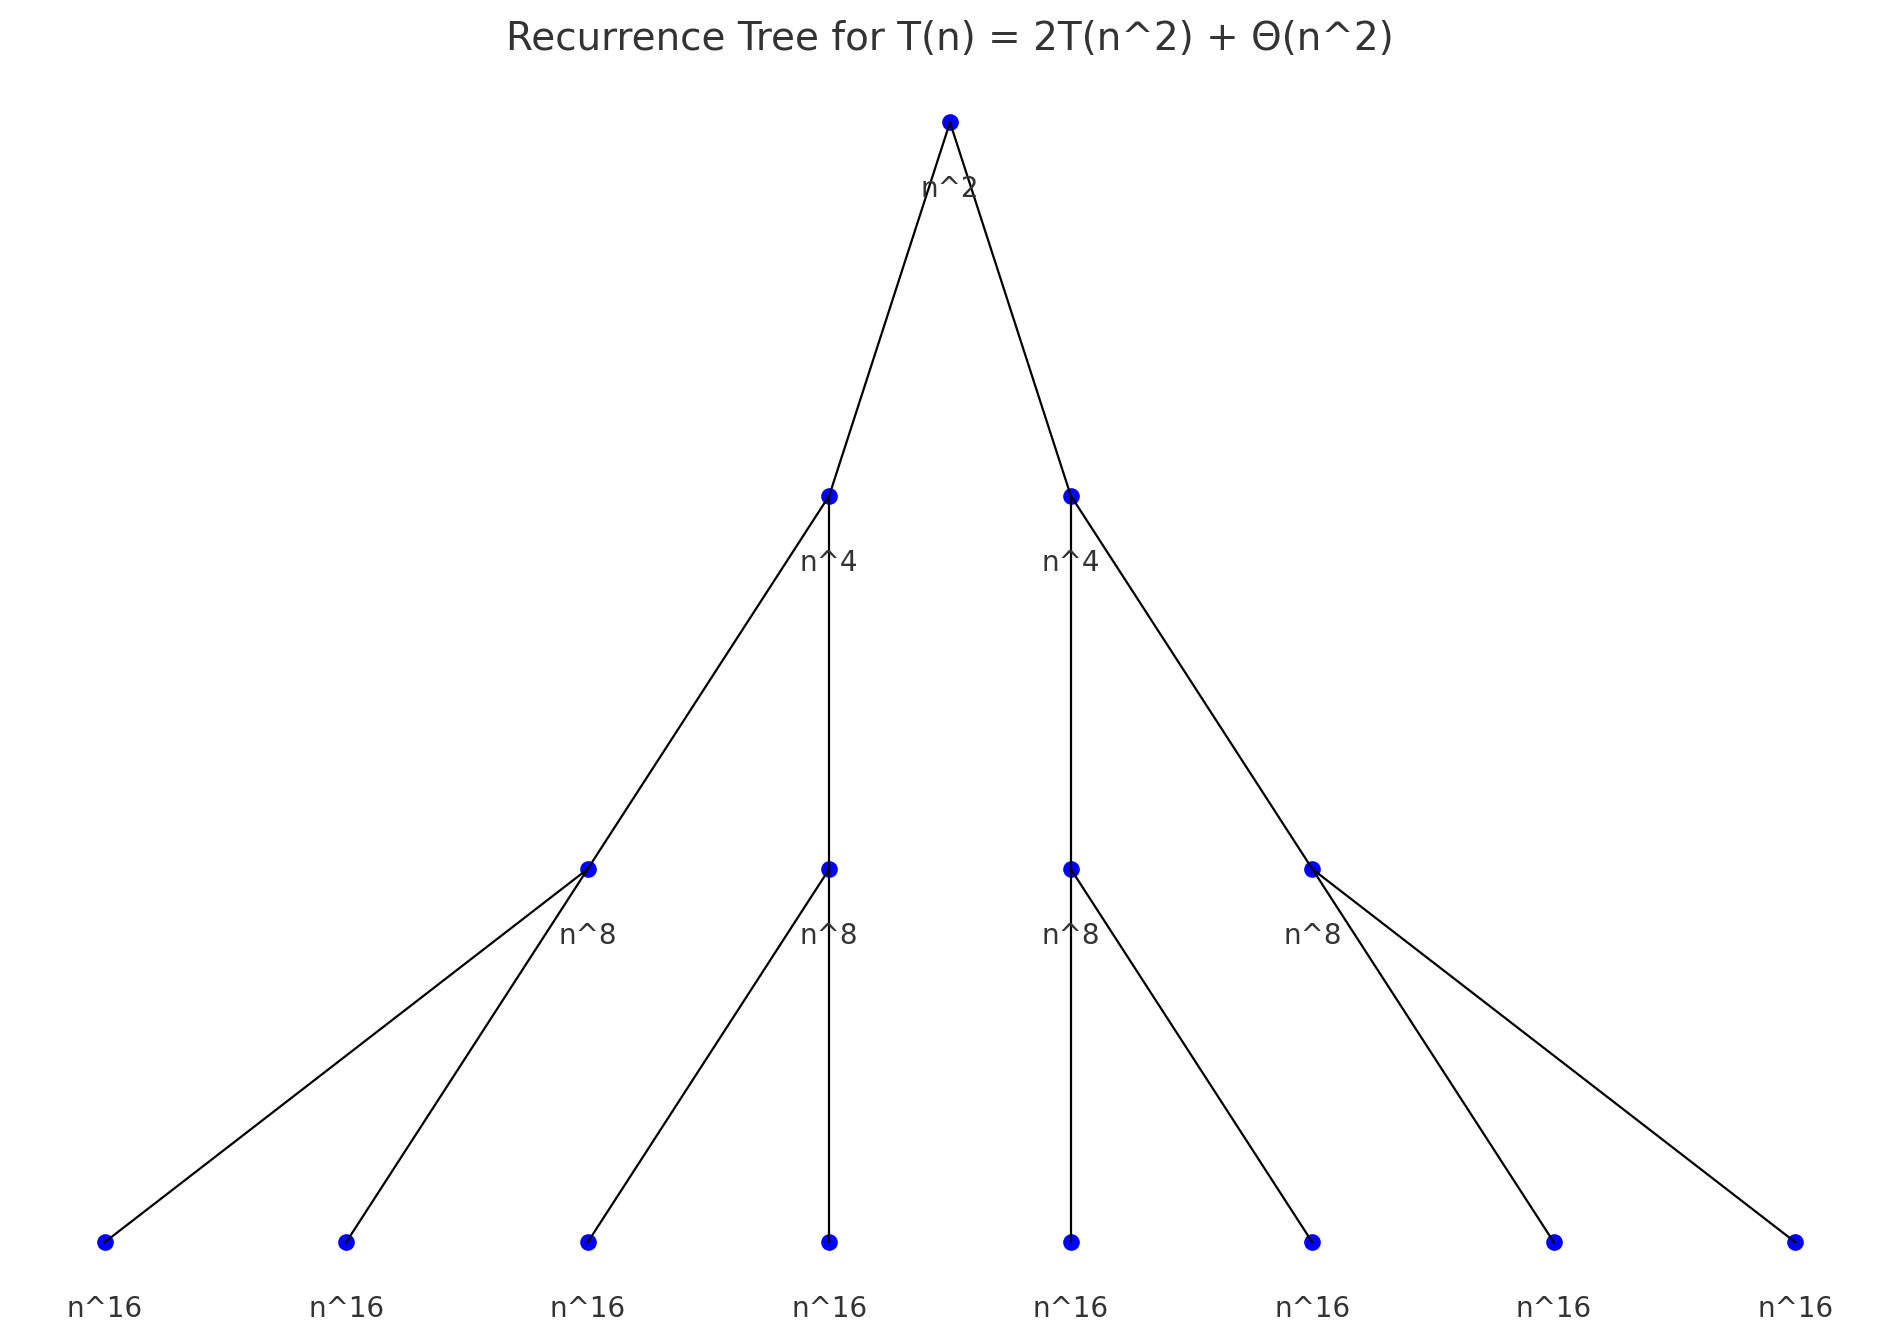 Recurrence Tree for T(n) = 2T(n^2) + Θ(n^2)
n^2
n^4 n^4
n^8 n^8 n^8 n^8
n^16 n^16 n^16 n^16 n^16 n^16 n^16 n^16